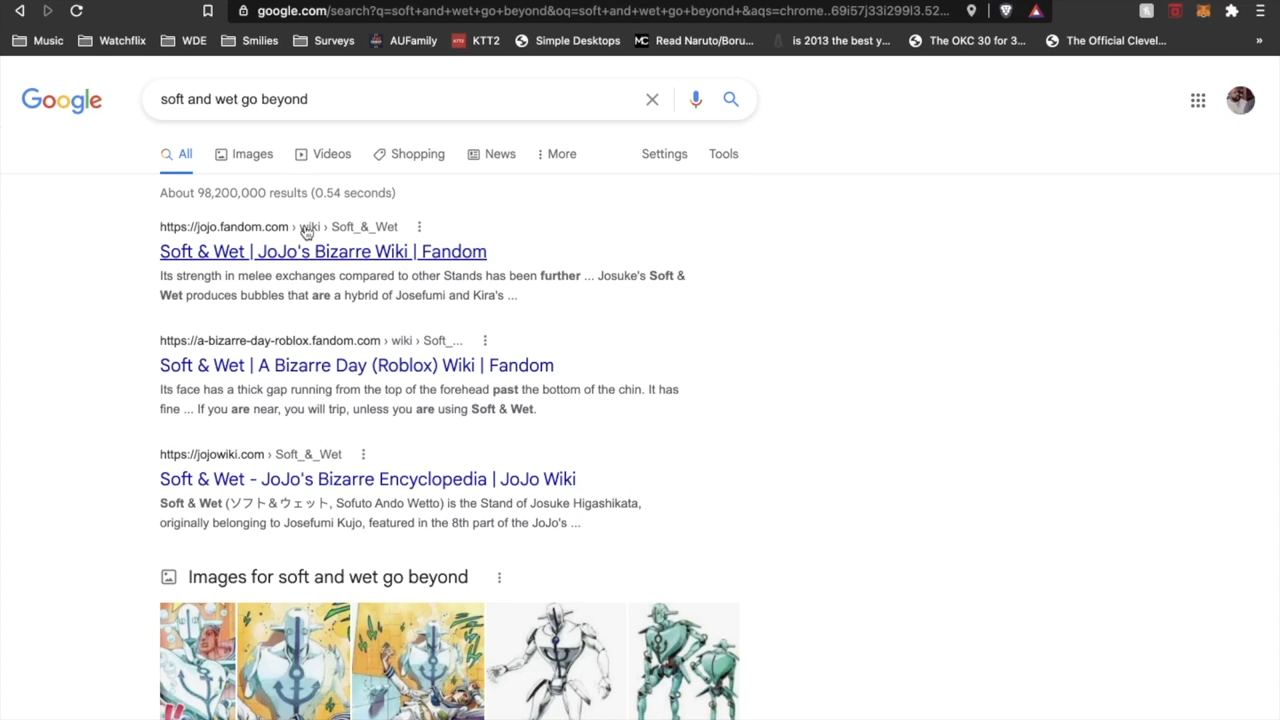 google.com/search?q=soft+and+wet+go+beyond&oq=soft+and+wet+go+beyond+&aqs=chrome..69i57j33i299l3.52...
Music Watchflix WDE Smilies Surveys AUFamily KTT2 Simple Desktops Read Naruto/Boru... is 2013 the best y... The OKC 30 for 3... The Official Clevel... »
Google soft and wet go beyond
All Images Videos Shopping News More Settings Tools
About 98,200,000 results (0.54 seconds)
https://jojo.fandom.com › wiki › Soft_&_Wet
Soft & Wet | JoJo's Bizarre Wiki | Fandom
Its strength in melee exchanges compared to other Stands has been further ... Josuke's Soft &
Wet produces bubbles that are a hybrid of Josefumi and Kira's ...
https://a-bizarre-day-roblox.fandom.com › wiki › Soft_...
Soft & Wet | A Bizarre Day (Roblox) Wiki | Fandom
Its face has a thick gap running from the top of the forehead past the bottom of the chin. It has
fine ... If you are near, you will trip, unless you are using Soft & Wet.
https://jojowiki.com › Soft_&_Wet
Soft & Wet - JoJo's Bizarre Encyclopedia | JoJo Wiki
Soft & Wet (ソフト&ウェット, Sofuto Ando Wetto) is the Stand of Josuke Higashikata,
originally belonging to Josefumi Kujo, featured in the 8th part of the JoJo's ...
Images for soft and wet go beyond